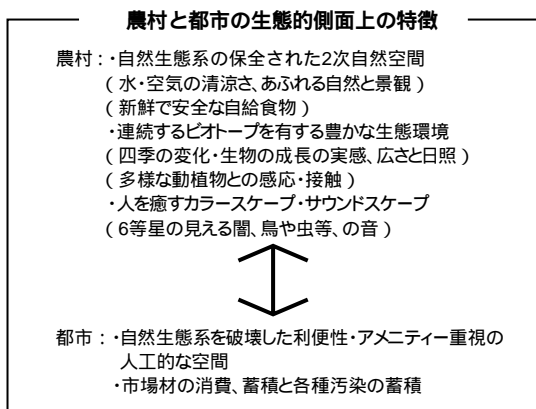 農村と都市の生態的側面上の特徴
農村：・自然生態系の保全された2次自然空間
（水・空気の清涼さ、あふれる自然と景観）
（新鮮で安全な自給食物）
・連続するビオトープを有する豊かな生態環境
（四季の変化・生物の成長の実感、広さと日照）
（多様な動植物との感応・接触）
・人を癒すカラースケープ・サウンドスケープ
（6等星の見える闇、鳥や虫等、の音）
都市：・自然生態系を破壊した利便性・アメニティー重視の
人工的な空間
・市場材の消費、蓄積と各種汚染の蓄積